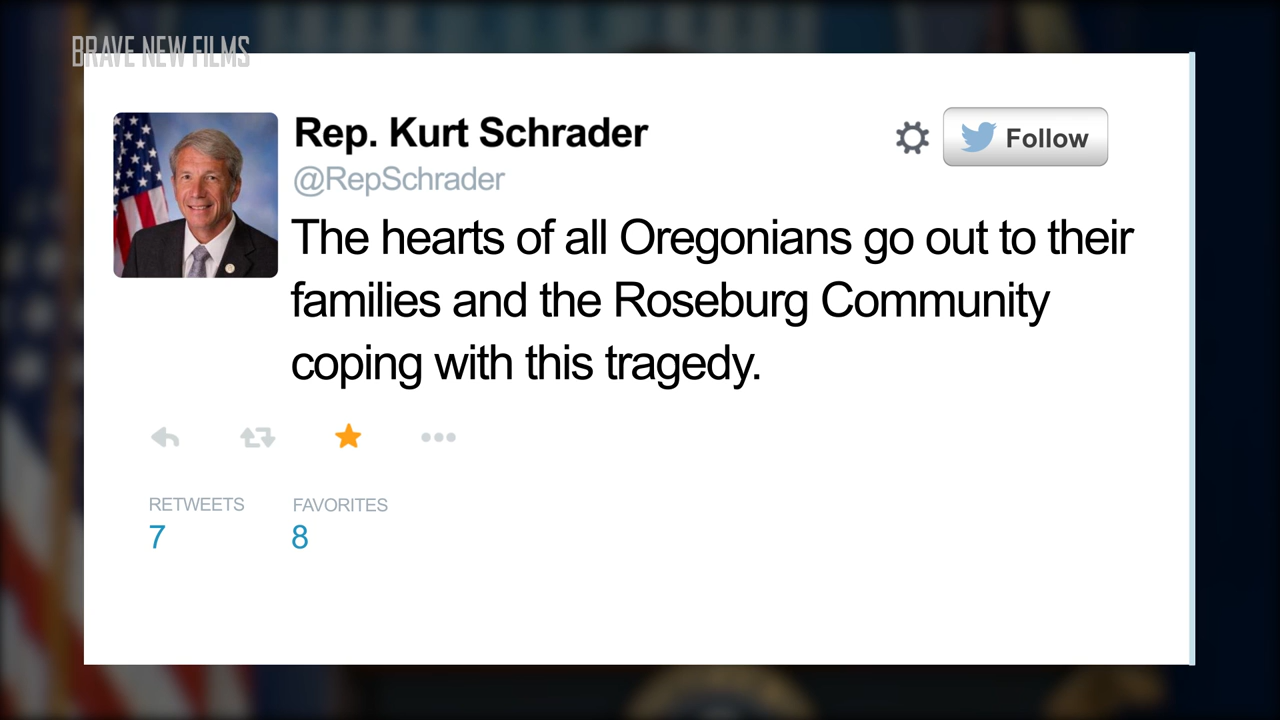 BRAVE NEW FILMS
Rep. Kurt Schrader
Follow
@RepSchrader
The hearts of all Oregonians go out to their
families and the Roseburg Community
coping with this tragedy.
RETWEETS FAVORITES
7 8